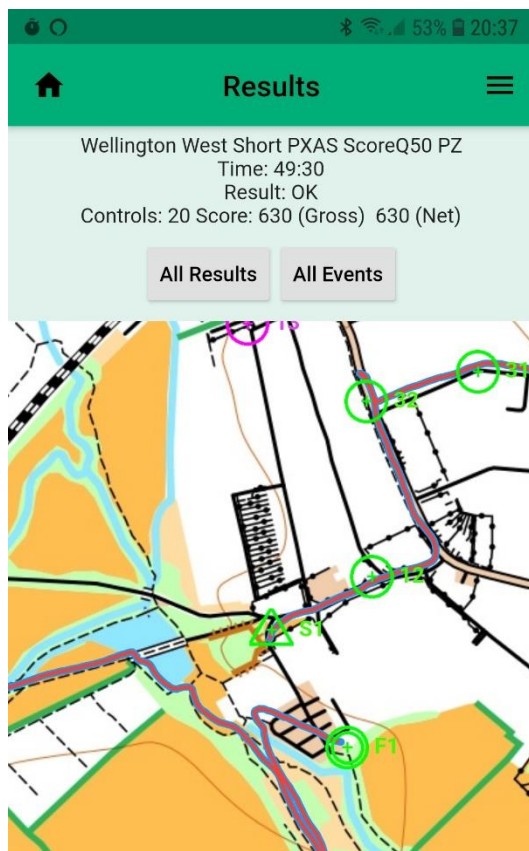 53% 20:37
Results
Wellington West Short PXAS ScoreQ50 PZ
Time: 49:30
Result: OK
Controls: 20 Score: 630 (Gross) 630 (Net)
All Results All Events
31
32
12
S1
F1